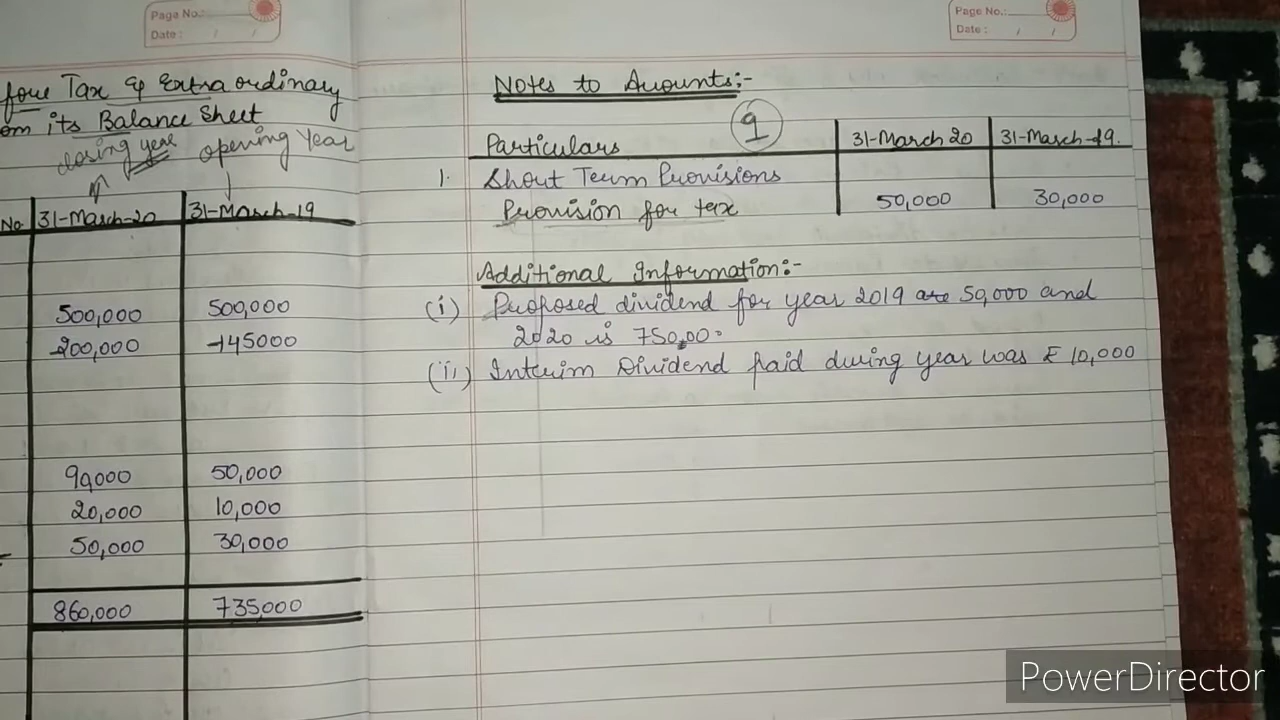 Page No.:
Date : / /
fore Tax & Extra ordinary
om its Balance Sheet
closing year opening Year
No 31-March-20 31-March-19
500,000 500,000
200,000 145000
90,000 50,000
20,000 10,000
50,000 30,000
860,000 735,000
Page No.:
Date : / /
Notes to Accounts:-
9
Particulars 31-March 20 31-March-19.
1. Short Term Provisions
Provision for tax 50,000 30,000
Additional Information:-
(i) Proposed dividend for year 2019 are 50,000 and
2020 is 750,00
(ii) Interim Dividend paid during year was ₹ 10,000
PowerDirector